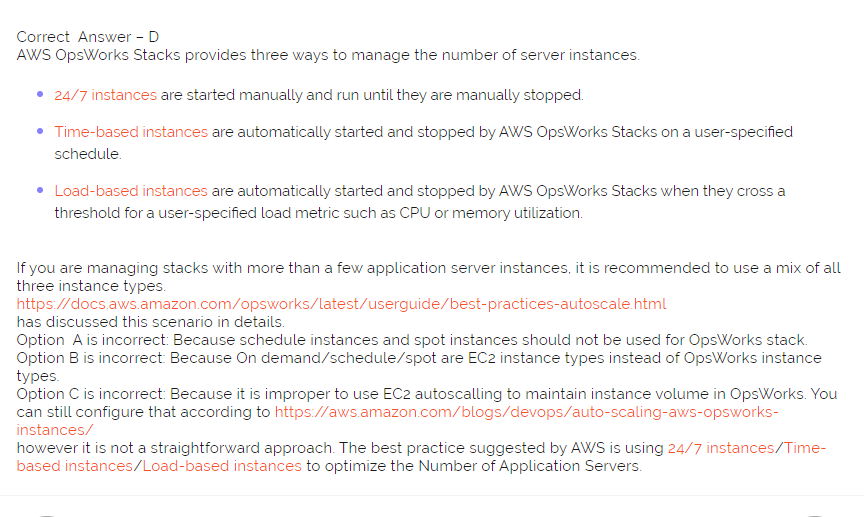 Correct Answer – D
AWS OpsWorks Stacks provides three ways to manage the number of server instances.
24/7 instances are started manually and run until they are manually stopped.
Time-based instances are automatically started and stopped by AWS OpsWorks Stacks on a user-specified
schedule.
Load-based instances are automatically started and stopped by AWS OpsWorks Stacks when they cross a
threshold for a user-specified load metric such as CPU or memory utilization.
If you are managing stacks with more than a few application server instances, it is recommended to use a mix of all
three instance types.
https://docs.aws.amazon.com/opsworks/latest/userguide/best-practices-autoscale.html
has discussed this scenario in details.
Option A is incorrect: Because schedule instances and spot instances should not be used for OpsWorks stack.
Option B is incorrect: Because On demand/schedule/spot are EC2 instance types instead of OpsWorks instance
types.
Option C is incorrect: Because it is improper to use EC2 autoscalling to maintain instance volume in OpsWorks. You
can still configure that according to https://aws.amazon.com/blogs/devops/auto-scaling-aws-opsworks-
instances/
however it is not a straightforward approach. The best practice suggested by AWS is using 24/7 instances/Time-
based instances/Load-based instances to optimize the Number of Application Servers.